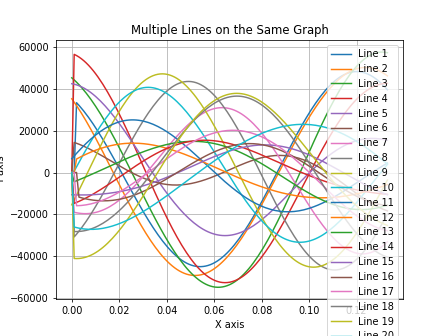 Multiple Lines on the Same Graph
60000
40000
20000
0
−20000
−40000
−60000
0.00
0.02
0.04
0.06
0.08
0.10
X axis
Line 1
Line 2
Line 3
Line 4
Line 5
Line 6
Line 7
Line 8
Line 9
Line 10
Line 11
Line 12
Line 13
Line 14
Line 15
Line 16
Line 17
Line 18
Line 19
Line 20